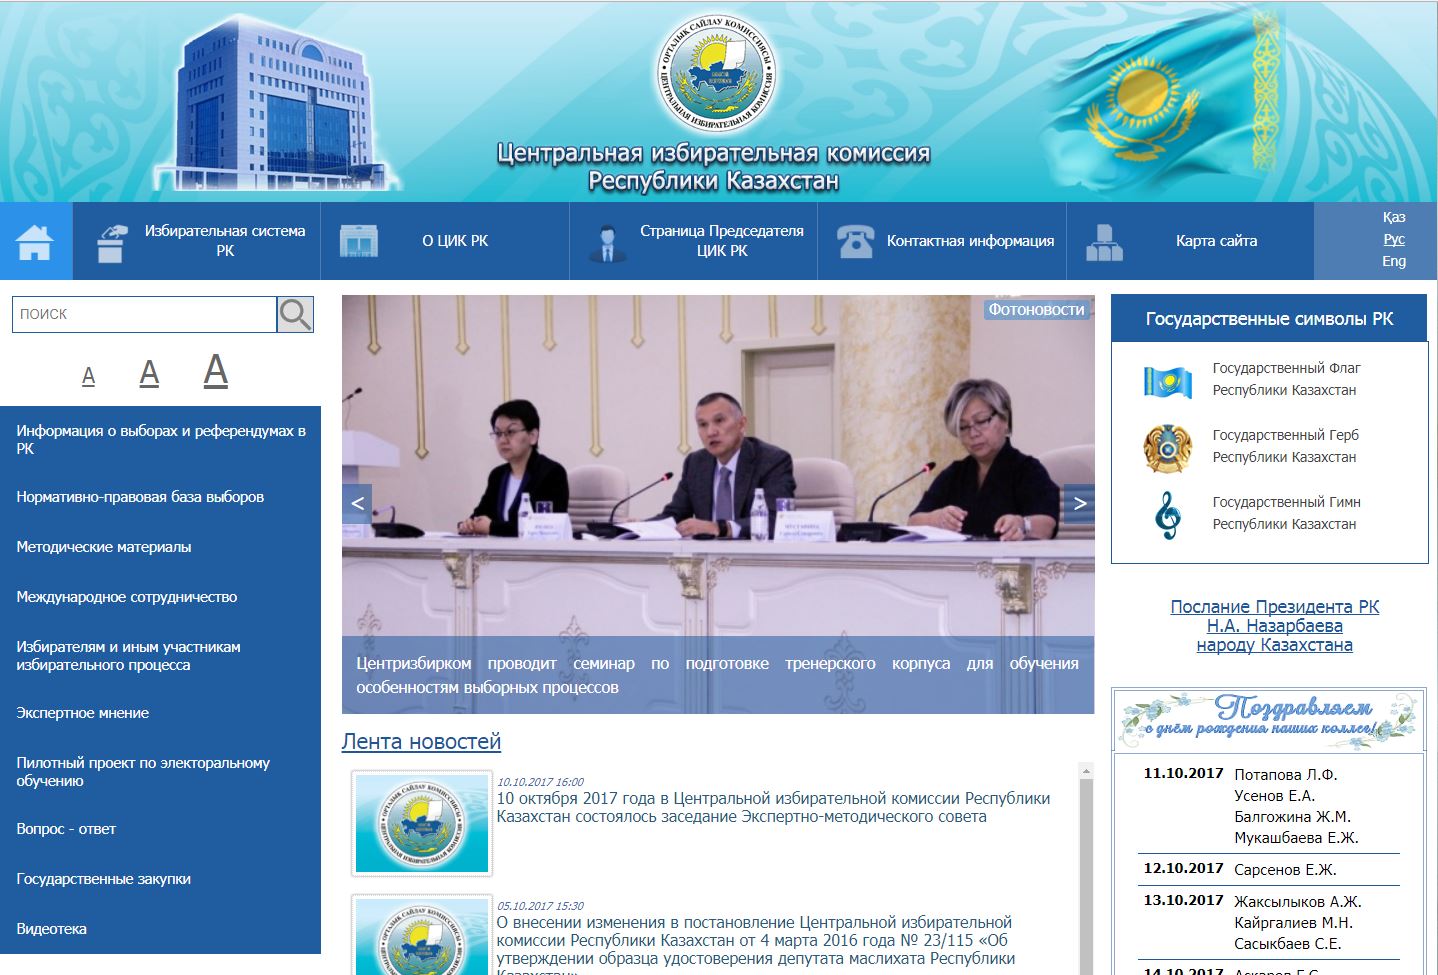 ОРТАЛЫҚ САЙЛАУ КОМИССИЯСЫ
ЦЕНТРАЛЬНАЯ ИЗБИРАТЕЛЬНАЯ КОМИССИЯ
Центральная избирательная комиссия
Республики Казахстан
Избирательная система
РК
О ЦИК РК
Страница Председателя
ЦИК РК
Контактная информация
Карта сайта
Қаз
Рус
Eng
поиск
А А А
Информация о выборах и референдумах в
РК
Нормативно-правовая база выборов
Методические материалы
Международное сотрудничество
Избирателям и иным участникам
избирательного процесса
Экспертное мнение
Пилотный проект по электоральному
обучению
Вопрос - ответ
Государственные закупки
Видеотека
Фотоновости
<
>
Центризбирком проводит семинар по подготовке тренерского корпуса для обучения
особенностям выборных процессов
Лента новостей
10.10.2017 16:00
10 октября 2017 года в Центральной избирательной комиссии Республики
Казахстан состоялось заседание Экспертно-методического совета
05.10.2017 15:30
О внесении изменения в постановление Центральной избирательной
комиссии Республики Казахстан от 4 марта 2016 года № 23/115 «Об
утверждении образца удостоверения депутата маслихата Республики
Казахстан»
Государственные символы РК
Государственный Флаг
Республики Казахстан
Государственный Герб
Республики Казахстан
Государственный Гимн
Республики Казахстан
Послание Президента РК
Н.А. Назарбаева
народу Казахстана
Поздравляем
с днём рождения наших коллег!
11.10.2017 Потапова Л.Ф.
Усенов Е.А.
Балгожина Ж.М.
Мукашбаева Е.Ж.
12.10.2017 Сарсенов Е.Ж.
13.10.2017 Жаксылыков А.Ж.
Кайргалиев М.Н.
Сасыкбаев С.Е.
14.10.2017 Аскаров Е.С.